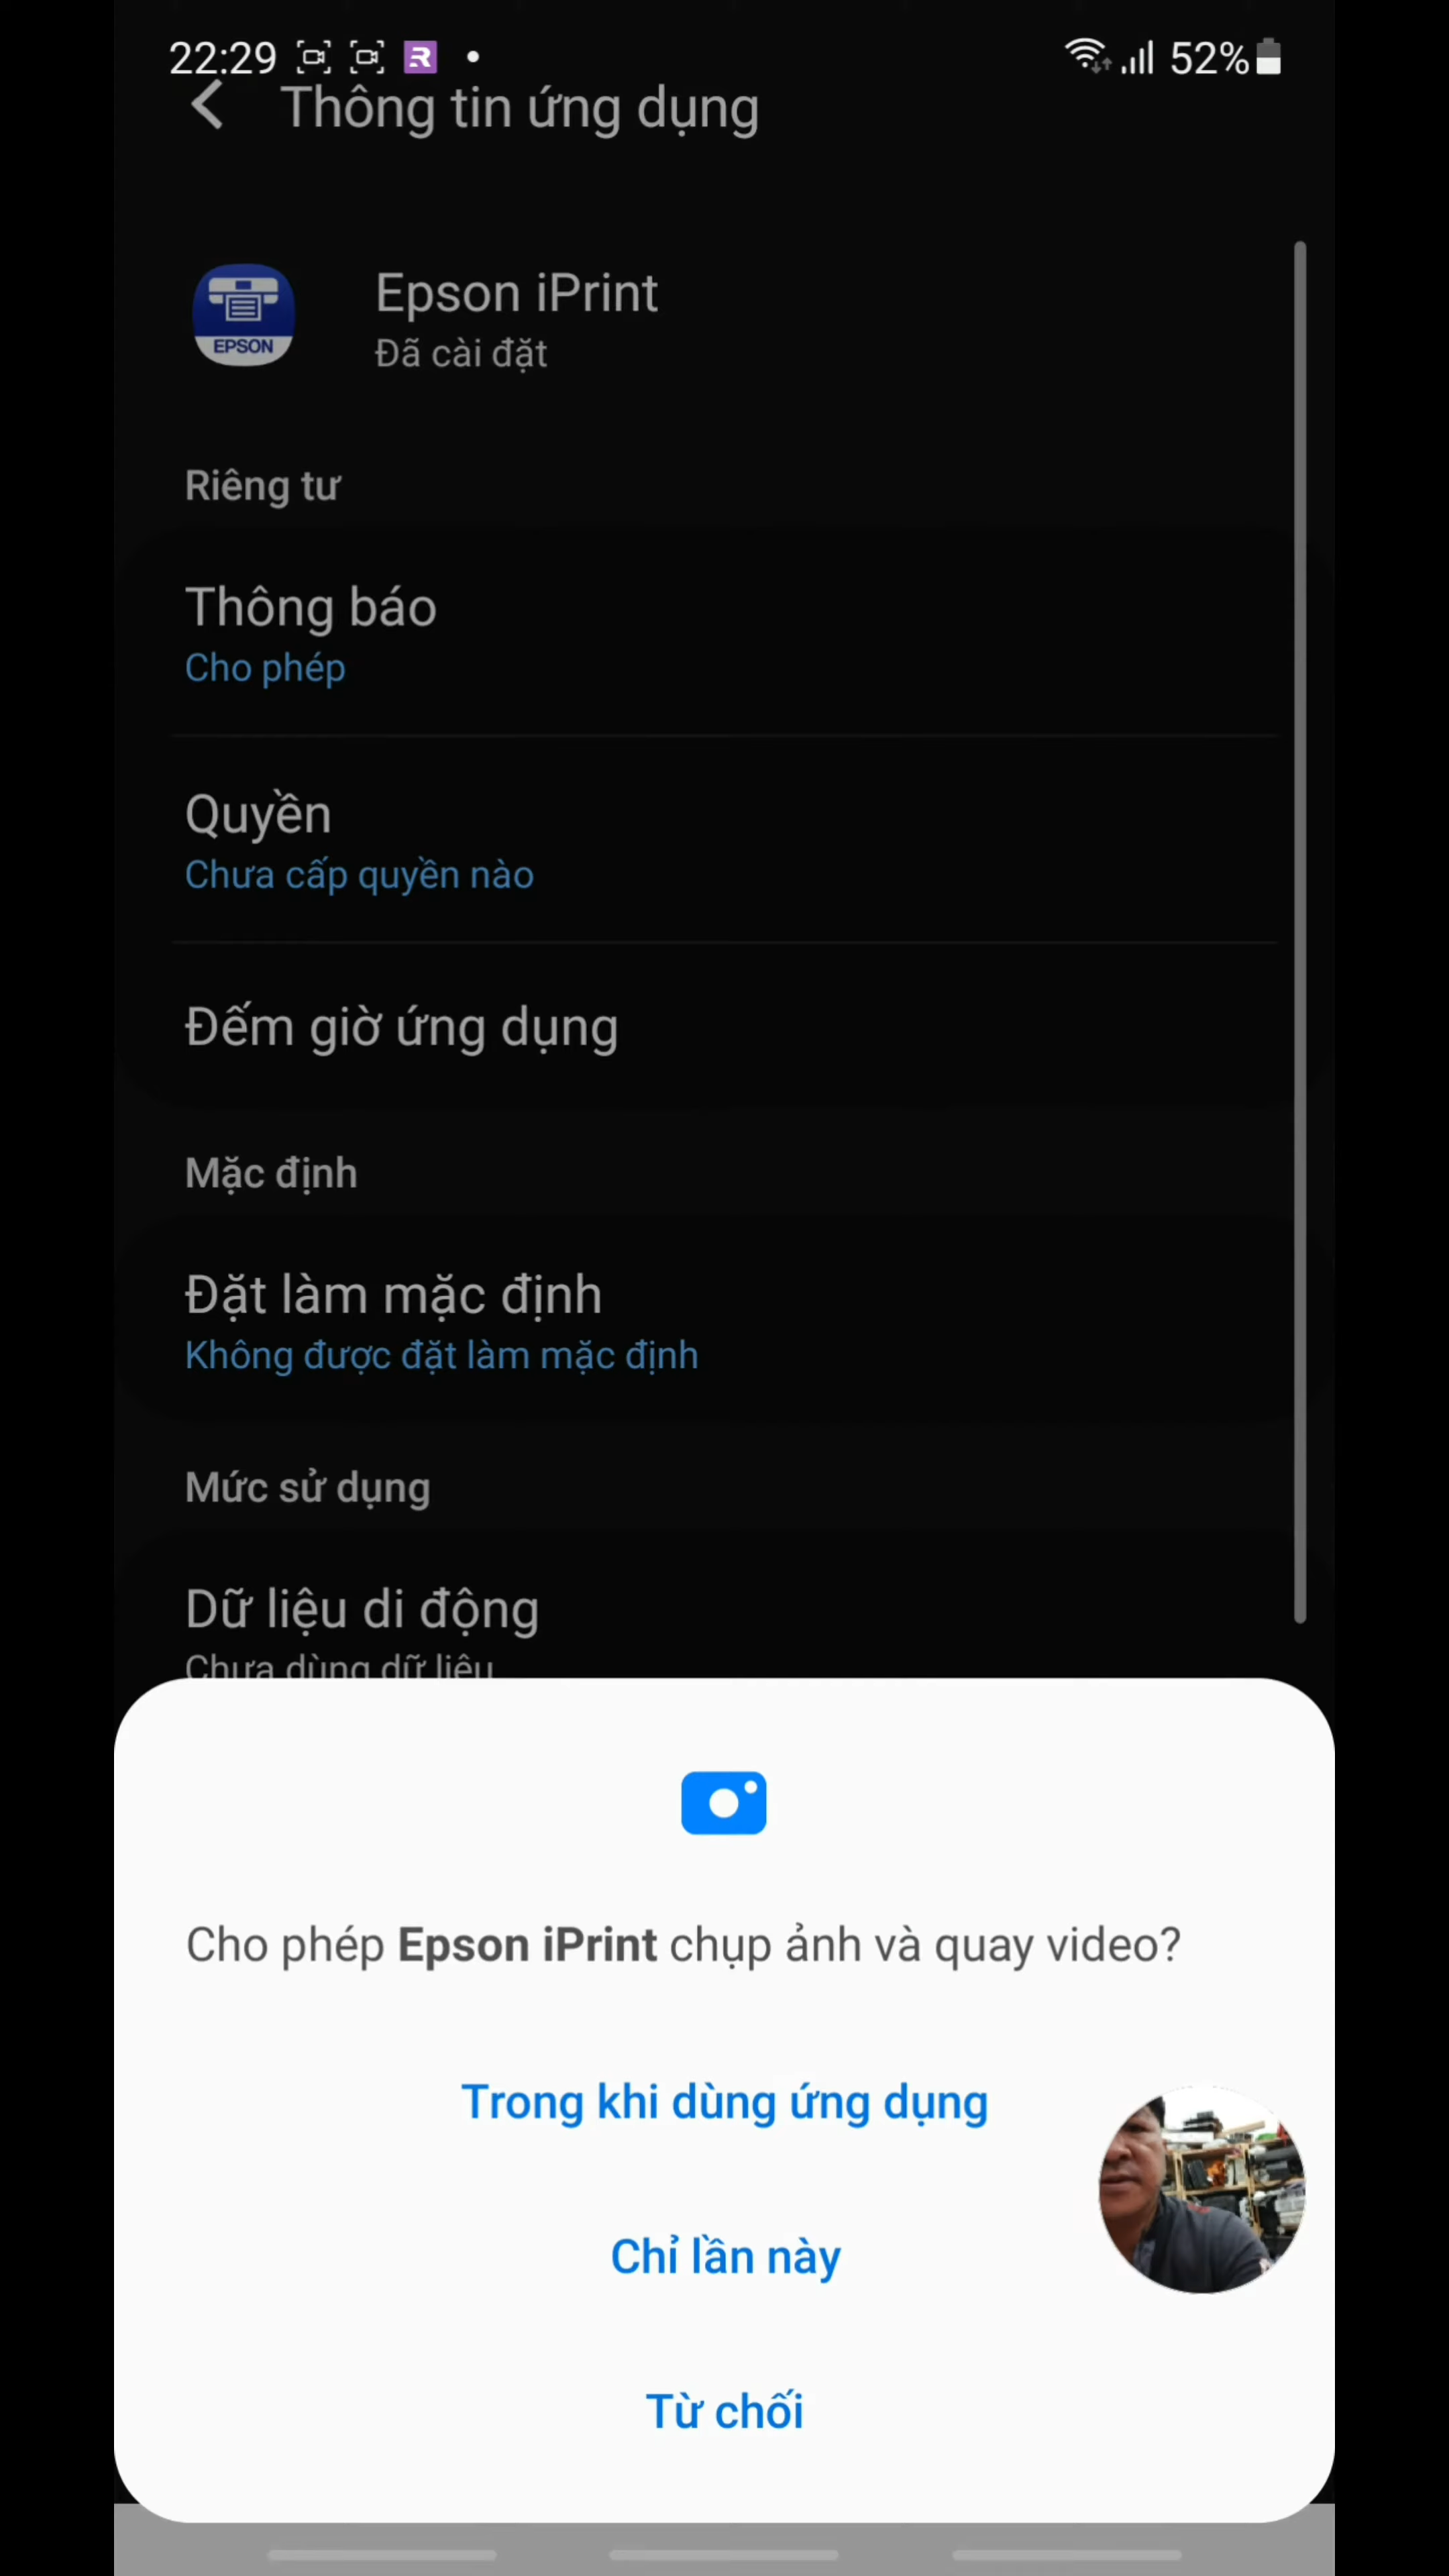 22:29 R 52%
Thông tin ứng dụng
EPSON
Epson iPrint
Đã cài đặt
Riêng tư
Thông báo
Cho phép
Quyền
Chưa cấp quyền nào
Đếm giờ ứng dụng
Mặc định
Đặt làm mặc định
Không được đặt làm mặc định
Mức sử dụng
Dữ liệu di động
Chưa dùng dữ liệu
Cho phép Epson iPrint chụp ảnh và quay video?
Trong khi dùng ứng dụng
Chỉ lần này
Từ chối